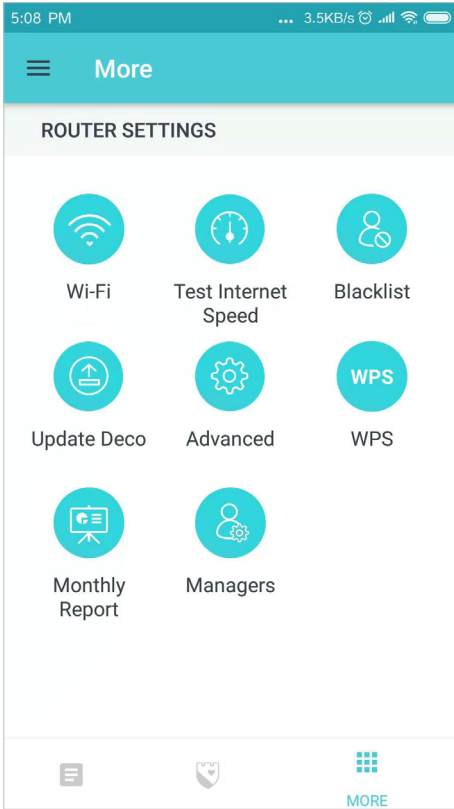 5:08 PM ... 3.5KB/s
More
ROUTER SETTINGS
Wi-Fi
Test Internet
Speed
Blacklist
Update Deco
Advanced
WPS
WPS
Monthly
Report
Managers
MORE